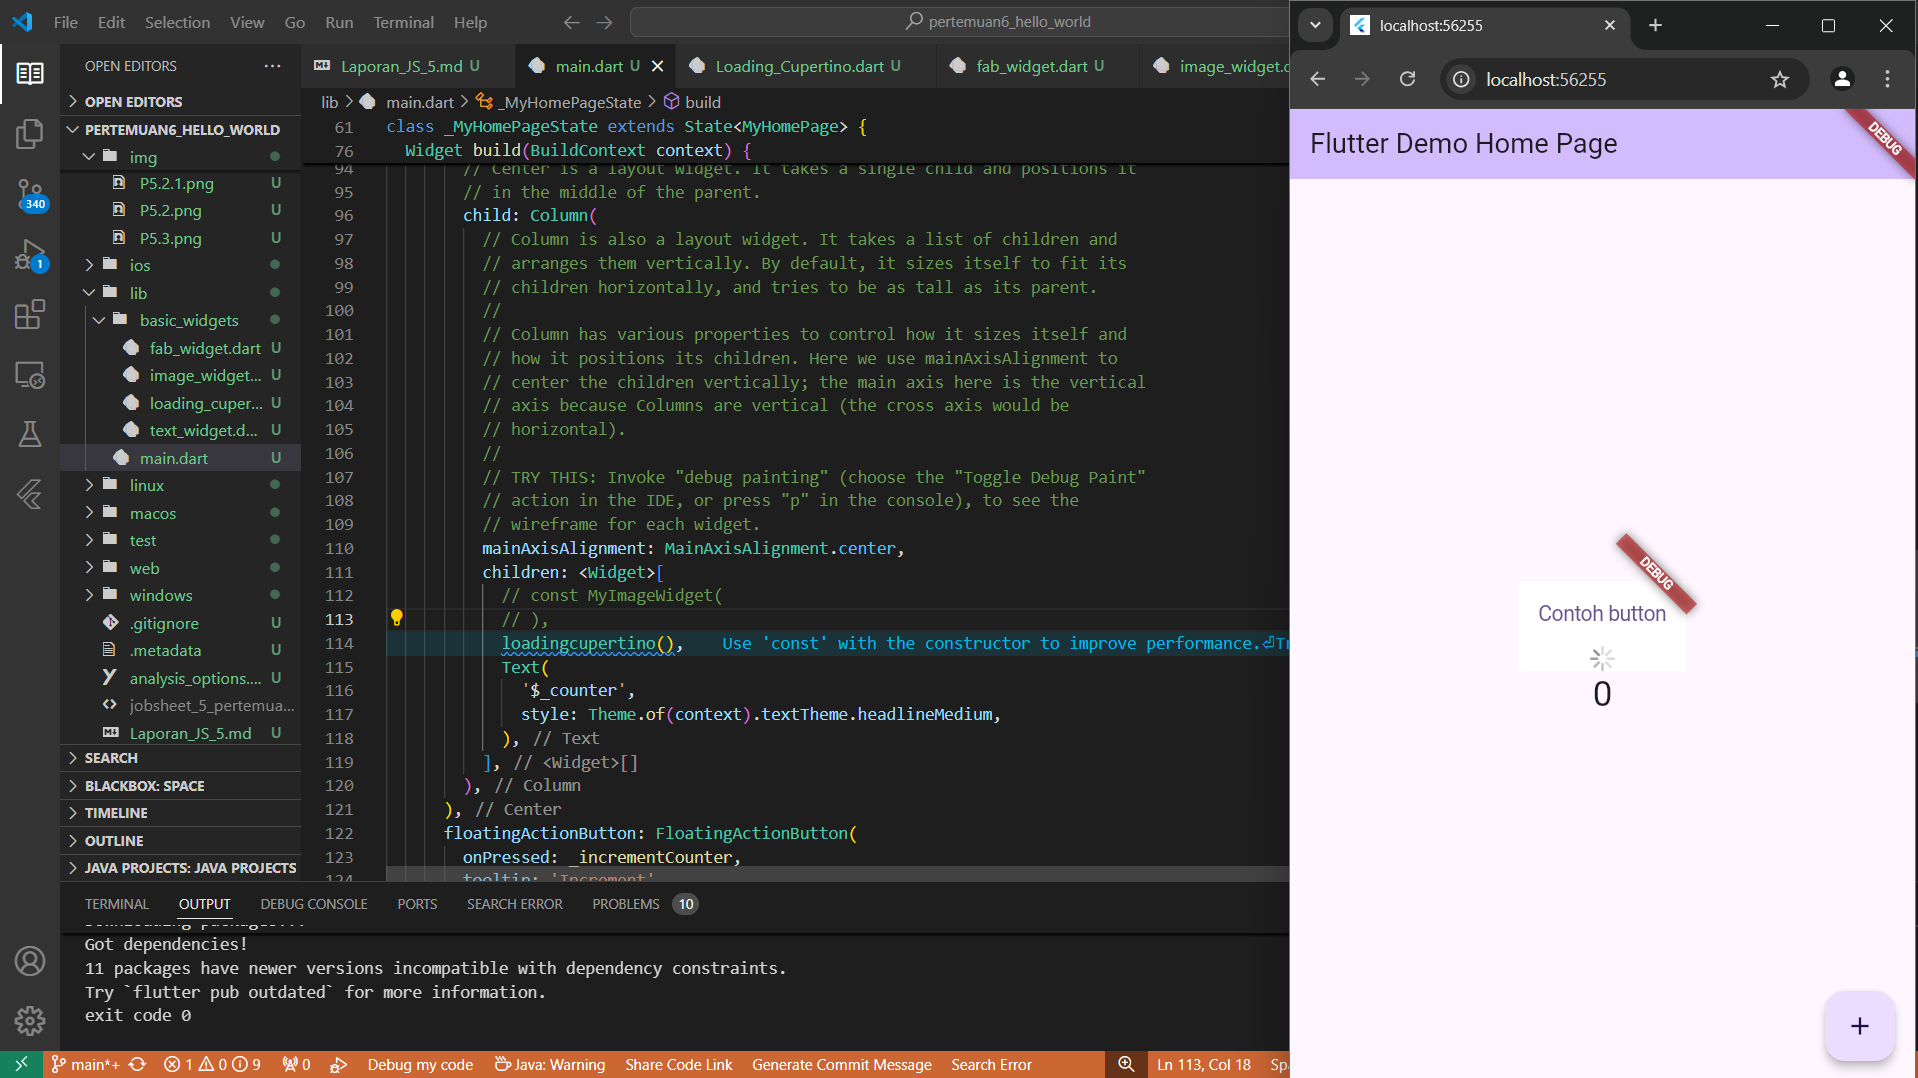 File Edit Selection View Go Run Terminal Help
pertemuan6_hello_world
OPEN EDITORS
OPEN EDITORS
PERTEMUAN6_HELLO_WORLD
img
P5.2.1.png U
P5.2.png U
P5.3.png U
ios
lib
basic_widgets
fab_widget.dart U
image_widget... U
loading_cuper... U
text_widget.d... U
main.dart U
linux
macos
test
web
windows
.gitignore U
.metadata U
analysis_options.... U
jobsheet_5_pertemua...
Laporan_JS_5.md U
SEARCH
BLACKBOX: SPACE
TIMELINE
OUTLINE
JAVA PROJECTS: JAVA PROJECTS
340
1
Laporan_JS_5.md U
main.dart U
Loading_Cupertino.dart U
fab_widget.dart U
image_widget.d
lib > main.dart > _MyHomePageState > build
61 class _MyHomePageState extends State<MyHomePage> {
76 Widget build(BuildContext context) {
94 // Center is a layout widget. It takes a single child and positions it
95 // in the middle of the parent.
96 child: Column(
97 // Column is also a layout widget. It takes a list of children and
98 // arranges them vertically. By default, it sizes itself to fit its
99 // children horizontally, and tries to be as tall as its parent.
100 //
101 // Column has various properties to control how it sizes itself and
102 // how it positions its children. Here we use mainAxisAlignment to
103 // center the children vertically; the main axis here is the vertical
104 // axis because Columns are vertical (the cross axis would be
105 // horizontal).
106 //
107 // TRY THIS: Invoke "debug painting" (choose the "Toggle Debug Paint"
108 // action in the IDE, or press "p" in the console), to see the
109 // wireframe for each widget.
110 mainAxisAlignment: MainAxisAlignment.center,
111 children: <Widget>[
112 // const MyImageWidget(
113 // ),
114 loadingcupertino(), Use 'const' with the constructor to improve performance.⏎Tr
115 Text(
116 '$_counter',
117 style: Theme.of(context).textTheme.headlineMedium,
118 ), // Text
119 ], // <Widget>[]
120 ), // Column
121 ), // Center
122 floatingActionButton: FloatingActionButton(
123 onPressed: _incrementCounter,
124 tooltip: 'Increment'
TERMINAL OUTPUT DEBUG CONSOLE PORTS SEARCH ERROR PROBLEMS 10
Downloading packages...
Got dependencies!
11 packages have newer versions incompatible with dependency constraints.
Try `flutter pub outdated` for more information.
exit code 0
main*+ 1 0 9 0 Debug my code Java: Warning Share Code Link Generate Commit Message Search Error Ln 113, Col 18 Sp
localhost:56255
localhost:56255
Flutter Demo Home Page
DEBUG
DEBUG
Contoh button
0
+